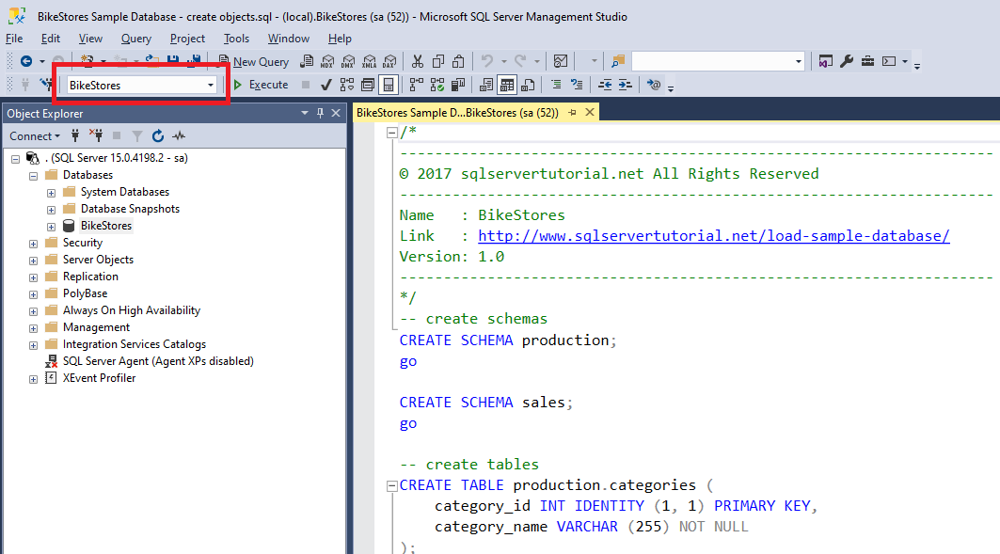 BikeStores Sample Database - create objects.sql - (local).BikeStores (sa (52)) - Microsoft SQL Server Management Studio
File Edit View Query Project Tools Window Help
New Query MDX DMX XMLA DAX
BikeStores Execute
Object Explorer
BikeStores Sample D...BikeStores (sa (52))
Connect
. (SQL Server 15.0.4198.2 - sa)
Databases
System Databases
Database Snapshots
BikeStores
Security
Server Objects
Replication
PolyBase
Always On High Availability
Management
Integration Services Catalogs
SQL Server Agent (Agent XPs disabled)
XEvent Profiler
/*
--------------------------------------------------------------------
© 2017 sqlservertutorial.net All Rights Reserved
--------------------------------------------------------------------
Name   : BikeStores
Link   : http://www.sqlservertutorial.net/load-sample-database/
Version: 1.0
--------------------------------------------------------------------
*/
-- create schemas
CREATE SCHEMA production;
go
CREATE SCHEMA sales;
go
-- create tables
CREATE TABLE production.categories (
    category_id INT IDENTITY (1, 1) PRIMARY KEY,
    category_name VARCHAR (255) NOT NULL
);